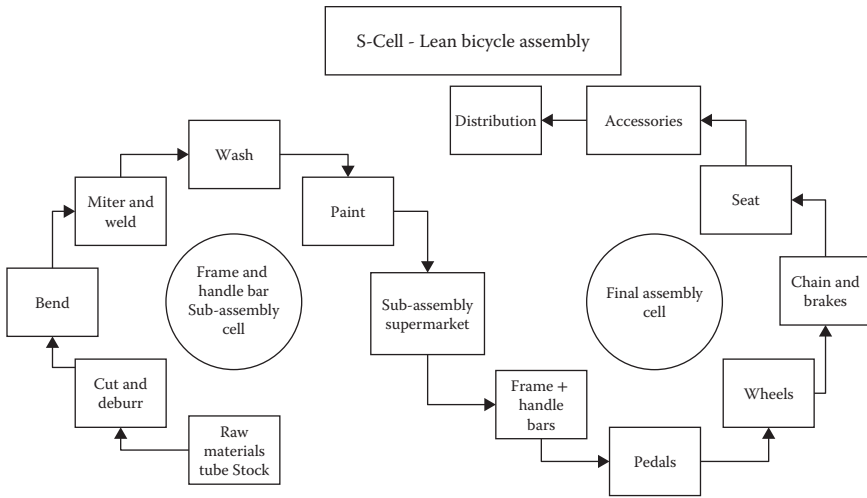 S-Cell - Lean bicycle assembly
Distribution
Accessories
Wash
Miter and
weld
Paint
Seat
Frame and
handle bar
Sub-assembly
cell
Bend
Sub-assembly
supermarket
Final assembly
cell
Chain and
brakes
Cut and
deburr
Frame +
handle
bars
Wheels
Raw
materials
tube Stock
Pedals